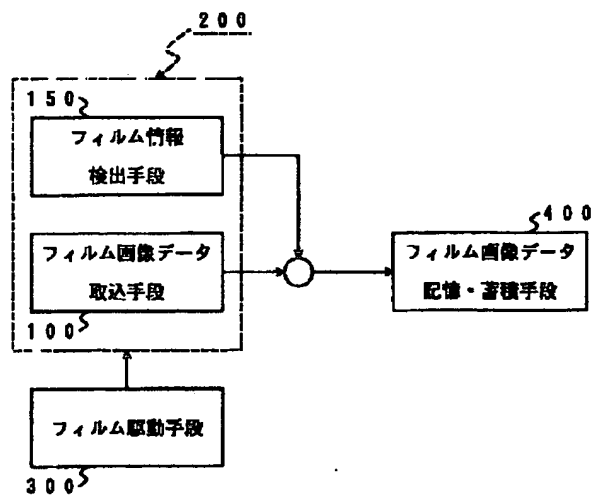 200
150
フィルム情報
検出手段
フィルム画像データ
取込手段
100
400
フィルム画像データ
記憶・蓄積手段
フィルム駆動手段
300